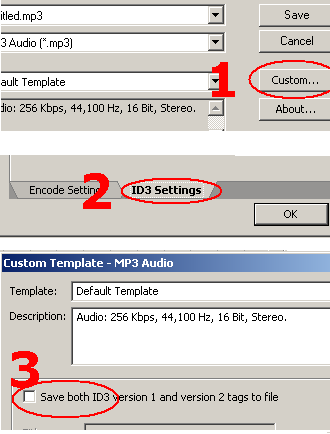 titled.mp3
Save
3 Audio (*.mp3)
Cancel
1
ault Template
Custom...
dio: 256 Kbps, 44,100 Hz, 16 Bit, Stereo.
About...
2
Encode Setting
ID3 Settings
OK
Custom Template - MP3 Audio
Template: Default Template
Description: Audio: 256 Kbps, 44,100 Hz, 16 Bit, Stereo.
3
Save both ID3 version 1 and version 2 tags to file